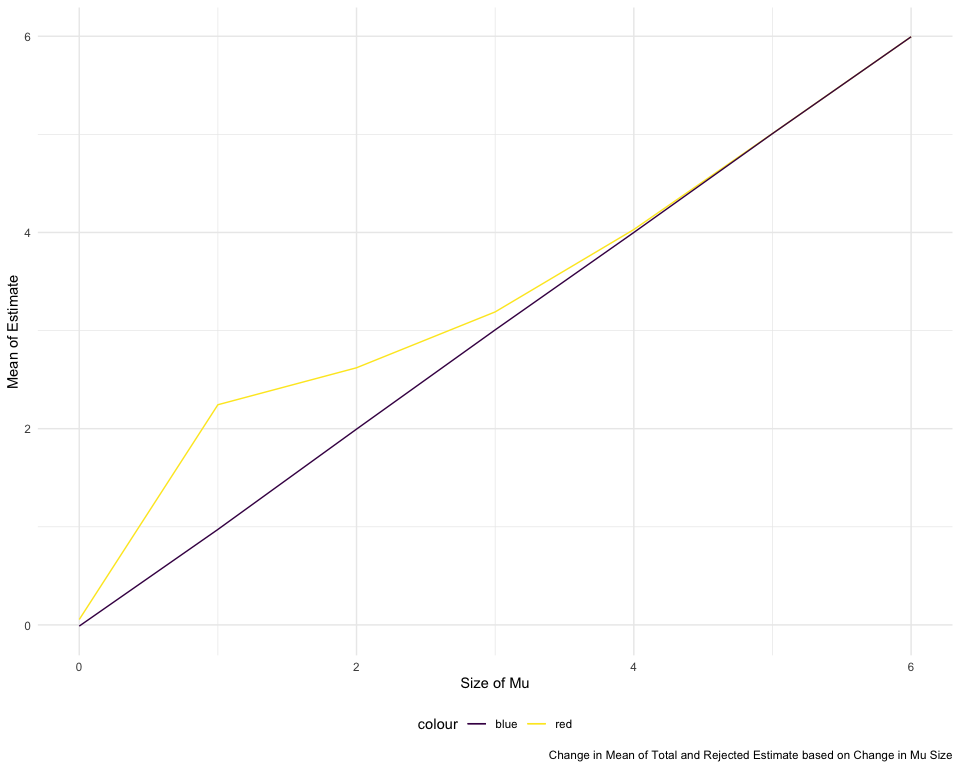 6
4
2
0
Mean of Estimate
0 2 4 6
Size of Mu
colour blue red
Change in Mean of Total and Rejected Estimate based on Change in Mu Size